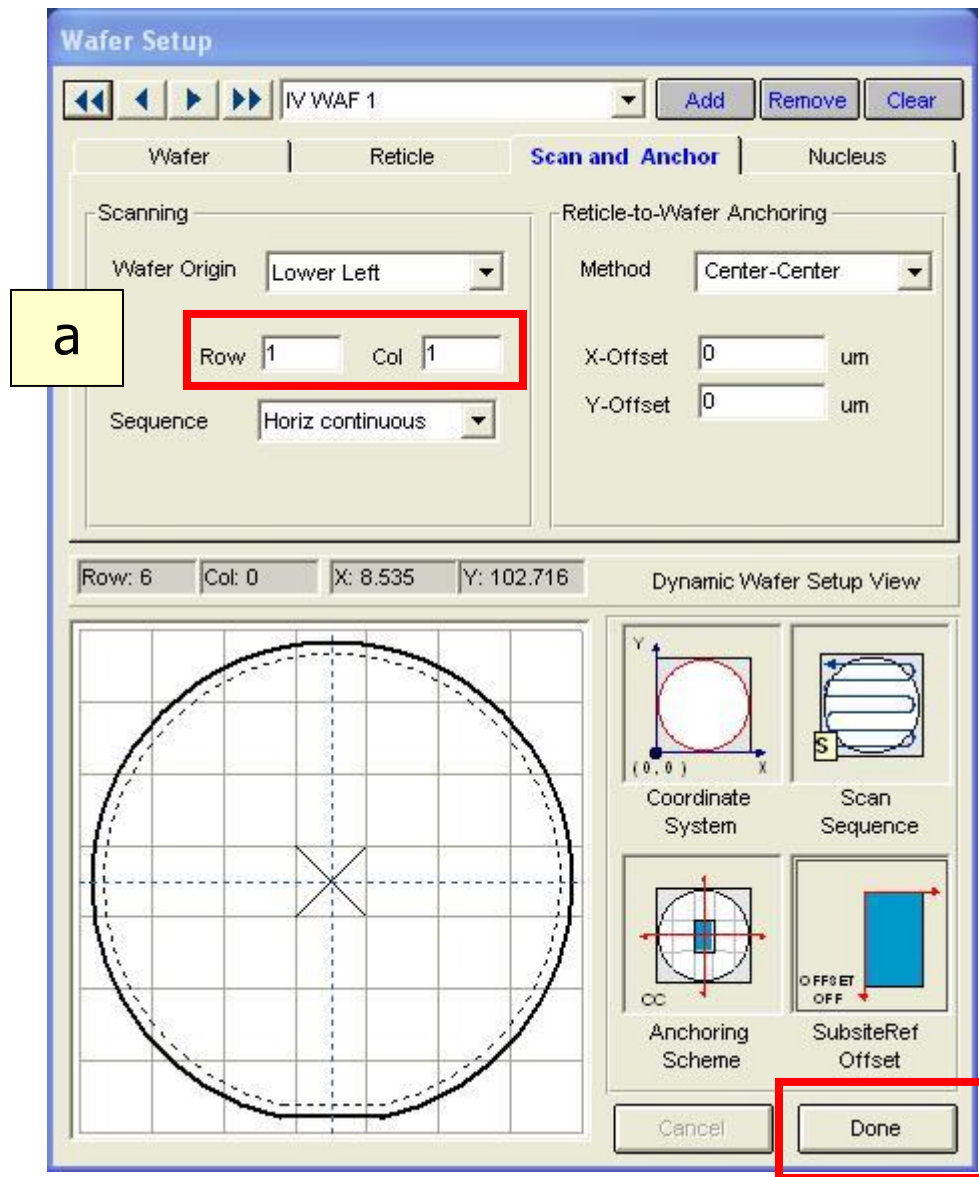 Wafer Setup
IV WAF 1
Add Remove Clear
Wafer Reticle Scan and Anchor Nucleus
Scanning
Wafer Origin Lower Left
a
Row 1 Col 1
Sequence Horiz continuous
Reticle-to-Wafer Anchoring
Method Center-Center
X-Offset 0 um
Y-Offset 0 um
Row: 6 Col: 0 X: 8.535 Y: 102.716 Dynamic Wafer Setup View
Y
(0,0) X
Coordinate
System
S
Scan
Sequence
CC
Anchoring
Scheme
OFFSET
OFF
SubsiteRef
Offset
Cancel Done